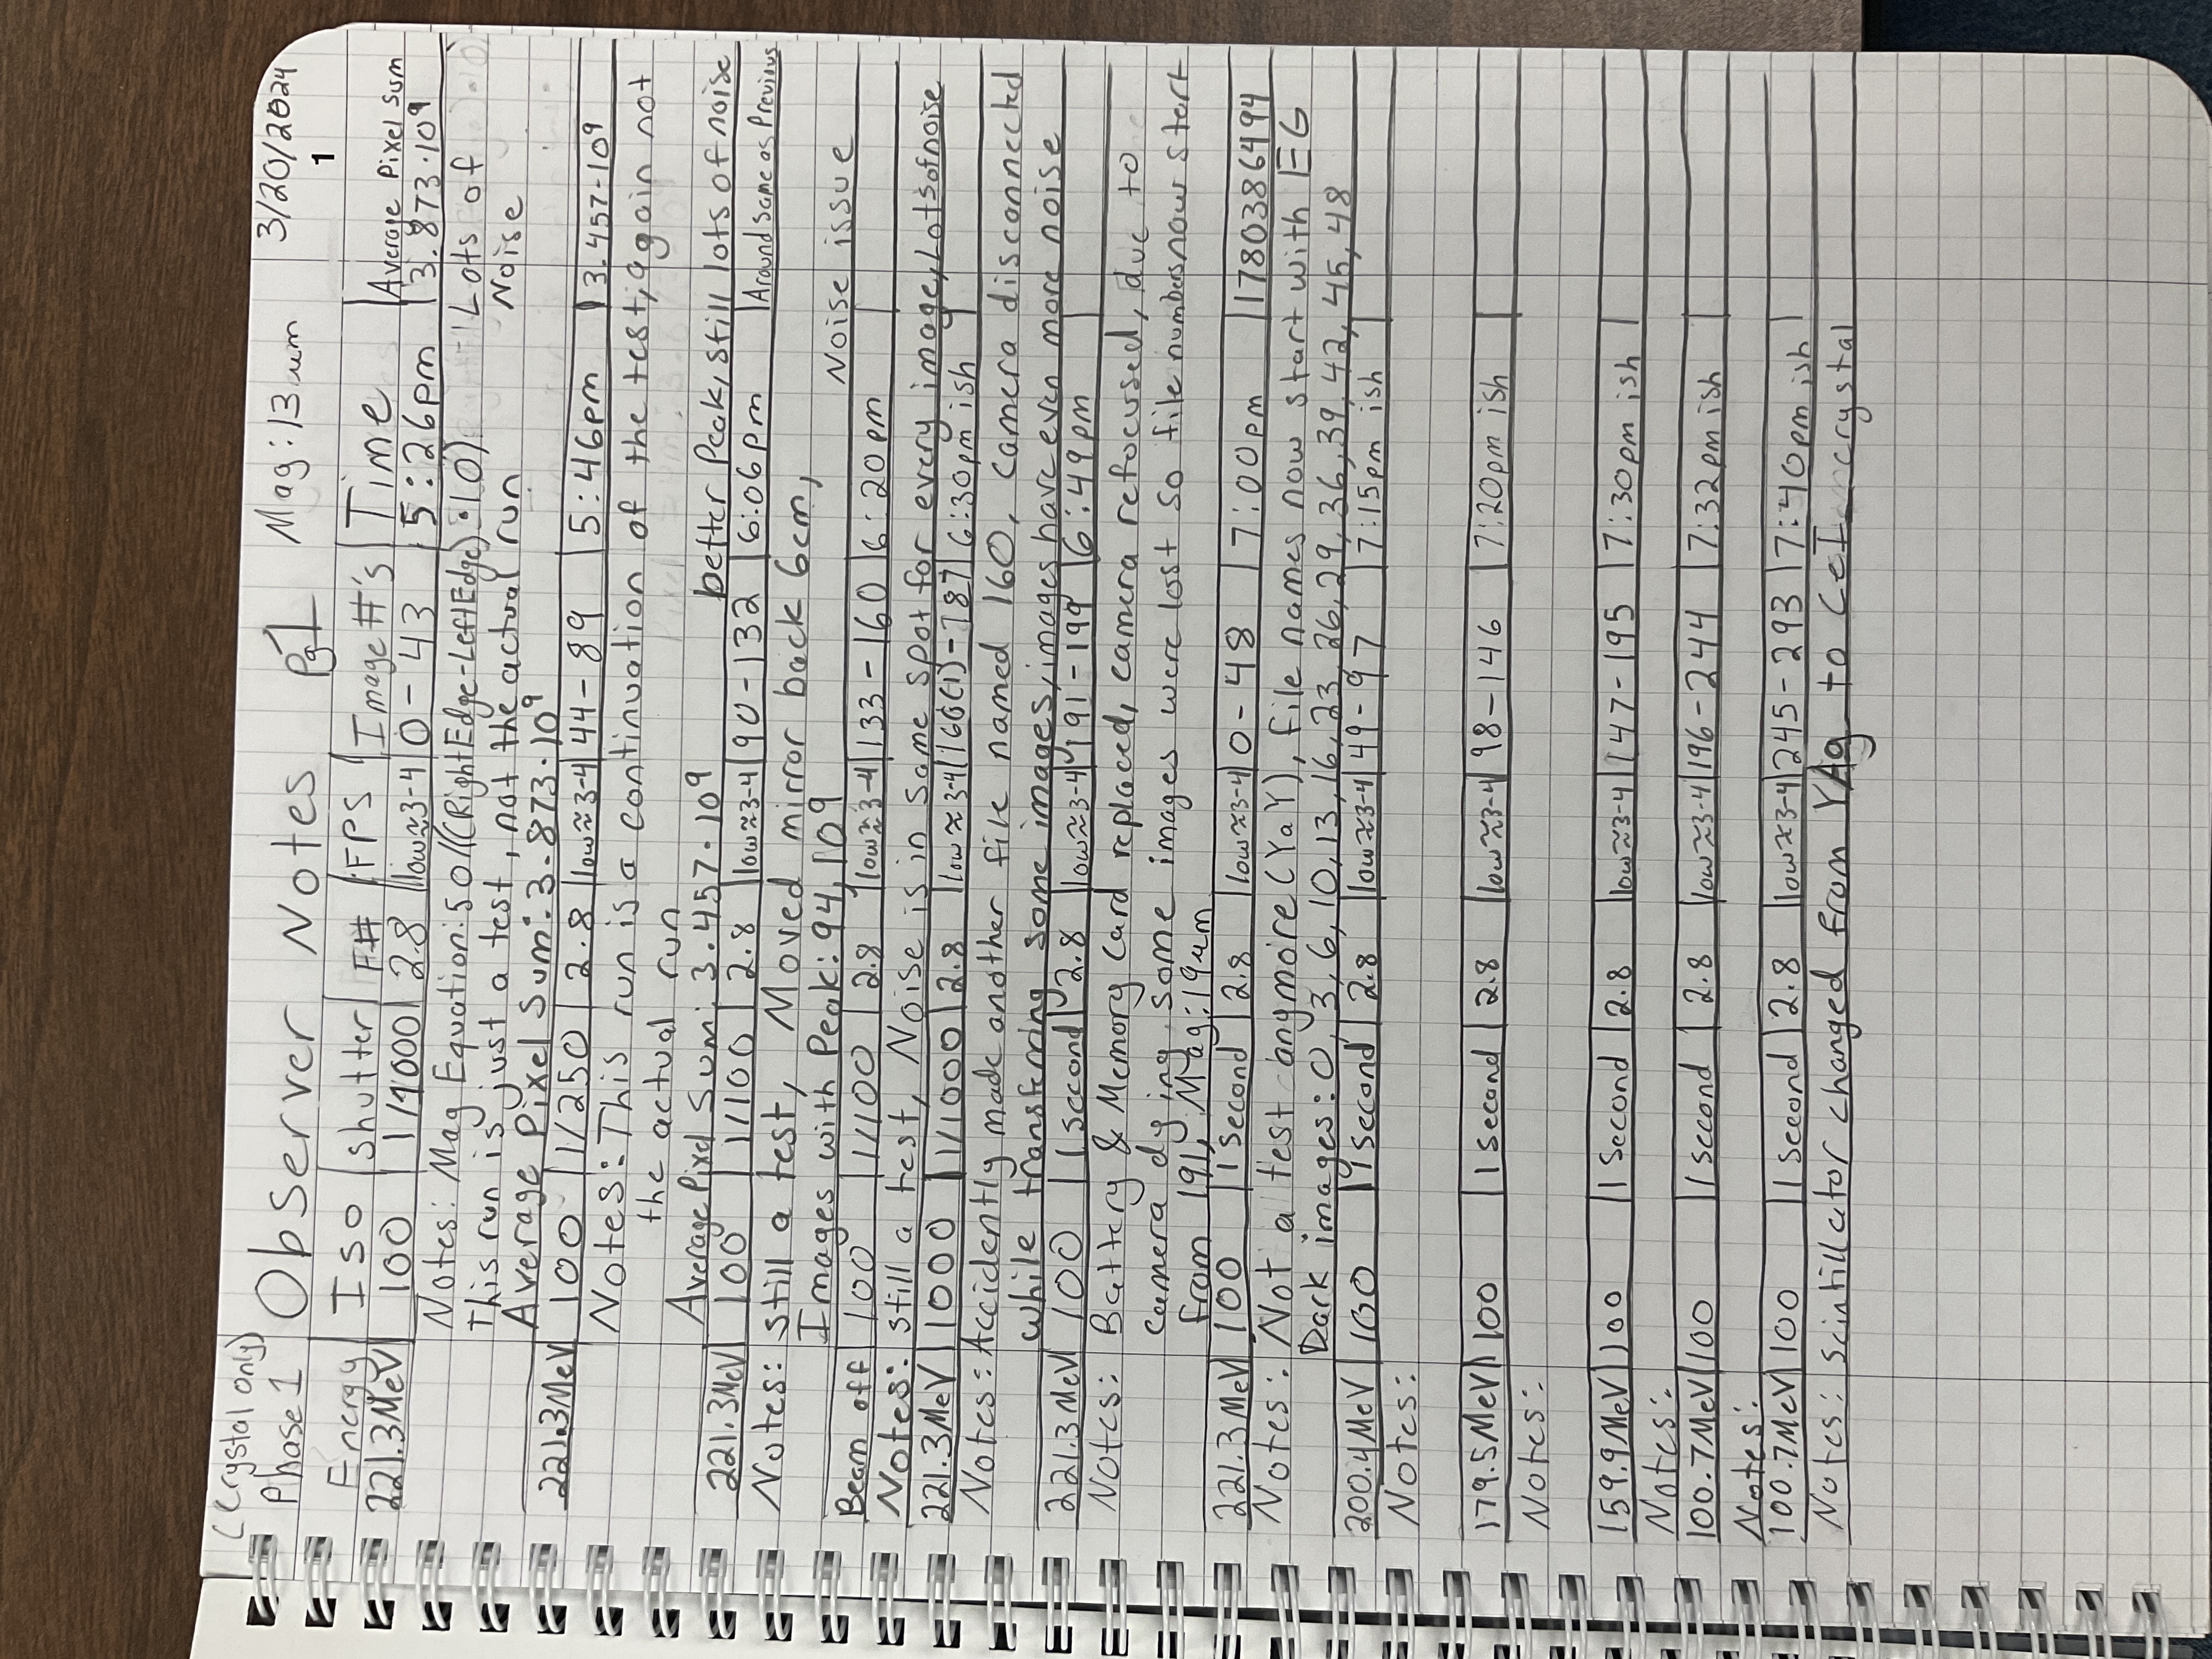 (Crystal only)
Phase 1 Observer Notes pg1 Mag: 13 um 3/20/2024
1
Energy Iso shutter F# FPS Image #'s Time Average Pixel Sum
221.3MeV 100 1/1000 2.8 low≈3-4 0-43 5:26pm 3.873·10⁹
Notes: Mag Equation: 50/((RightEdge-LeftEdge)·10) Lots of
This run is just a test, not the actual run Noise
Average Pixel Sum: 3.873·10⁹
221.3MeV 100 1/250 2.8 low≈3-4 44-89 5:46pm 3.457·10⁹
Notes: This run is a continuation of the test, again not
the actual run
Average Pixel Sum: 3.457·10⁹ better Peak, still lots of noise
221.3MeV 100 1/100 2.8 low≈3-4 90-132 6:06pm Around same as Previous
Notes: still a test, Moved mirror back 6cm,
Images with Peak: 94, 109 Noise issue
Beam off 100 1/100 2.8 low≈3-4 133-160 6:20pm
Notes: still a test, Noise is in same spot for every image, Lots of noise
221.3MeV 1000 1/1000 2.8 low≈3-4 160(1)-187 6:30pm ish
Notes: Accidently made another file named 160, camera disconnected
while transferring some images, images have even more noise
221.3MeV 100 1 second 2.8 low≈3-4 191-199 6:49pm
Notes: Battery & Memory card replaced, camera refocused, due to
camera dying some images were lost so file numbers now start
from 191, Mag: 19um
221.3MeV 100 1 second 2.8 low≈3-4 0-48 7:00pm 1780386494
Notes: Not a test anymore (YaY), file names now start with EG
Dark images: 0, 3, 6, 10, 13, 16, 23, 26, 29, 36, 39, 42, 45, 48
200.4MeV 100 1 second 2.8 low≈3-4 49-97 7:15pm ish
Notes:
179.5MeV 100 1 second 2.8 low≈3-4 98-146 7:20pm ish
Notes:
159.9MeV 100 1 second 2.8 low≈3-4 147-195 7:30pm ish
Notes:
100.7MeV 100 1 second 2.8 low≈3-4 196-244 7:32pm ish
Notes:
100.7MeV 100 1 second 2.8 low≈3-4 245-293 7:40pm ish
Notes: scintillator changed from YAg to CeI crystal